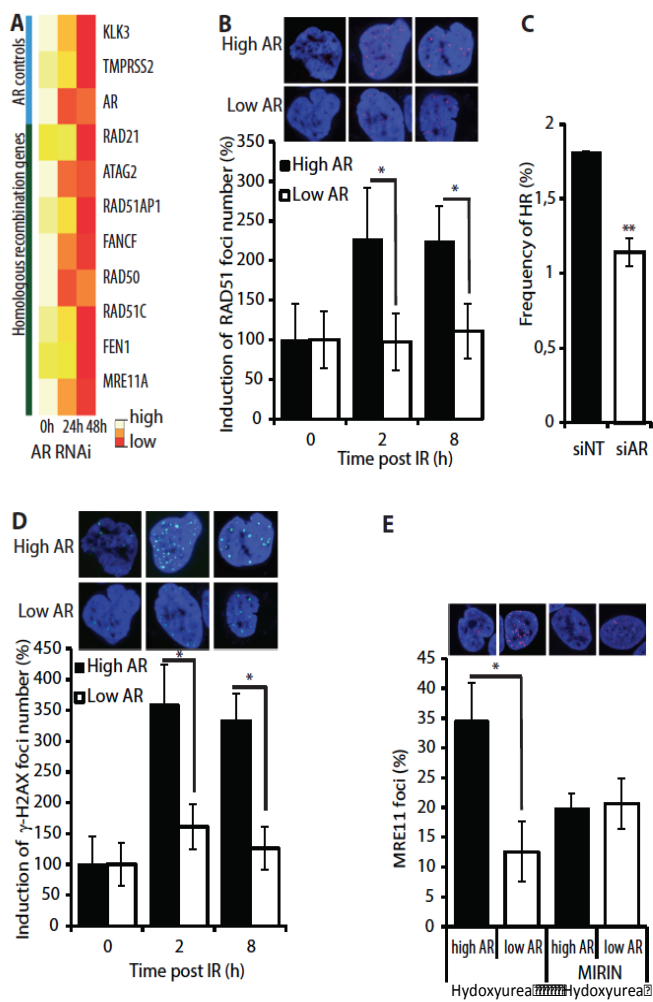 A
AR controls
Homologous recombination genes
KLK3
TMPRSS2
AR
RAD21
ATAG2
RAD51AP1
FANCF
RAD50
RAD51C
FEN1
MRE11A
0h 24h 48h
AR RNAi
high
low
B
High AR
Low AR
Induction of RAD51 foci number (%)
350
300
250
200
150
100
50
0
High AR
Low AR
*
*
0 2 8
Time post IR (h)
C
Frequency of HR (%)
2
1,5
1
0,5
0
**
siNT siAR
D
High AR
Low AR
Induction of γ-H2AX foci number (%)
450
400
350
300
250
200
150
100
50
0
High AR
Low AR
*
*
0 2 8
Time post IR (h)
E
MRE11 foci (%)
45
40
35
30
25
20
15
10
5
0
*
high AR low AR high AR low AR
MIRIN
Hydoxyurea Hydoxyurea